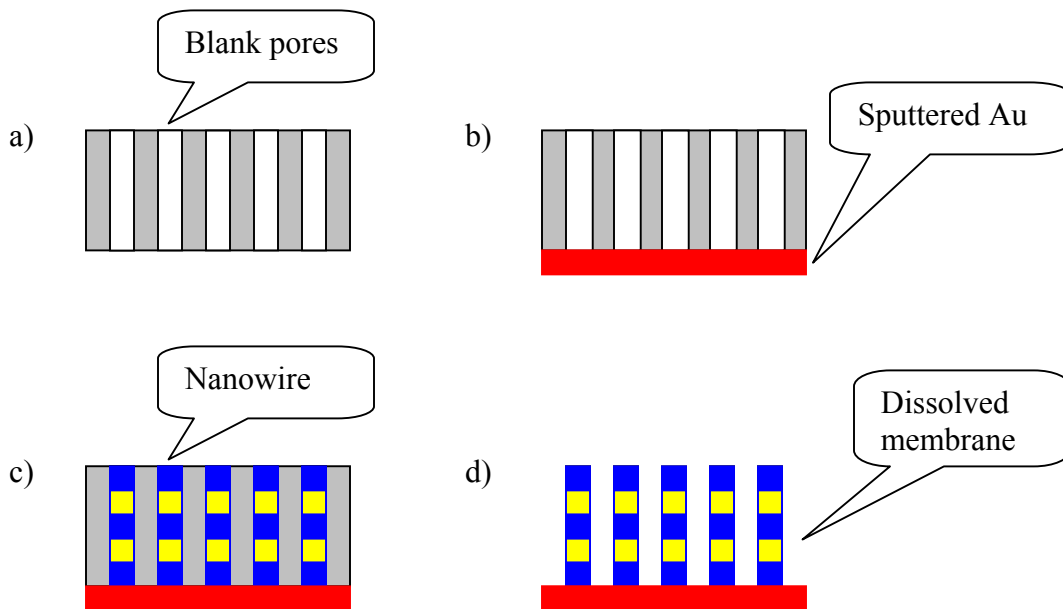 Blank pores
a)
b)
Sputtered Au
Nanowire
c)
d)
Dissolved
membrane